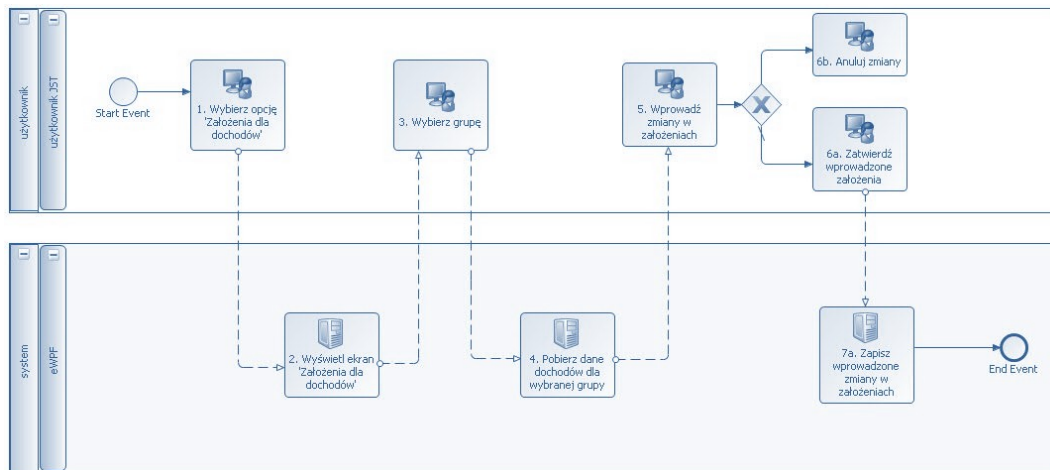 użytkownik
użytkownik JST
Start Event
1. Wybierz opcję
'Założenia dla
dochodów'
3. Wybierz grupę
5. Wprowadź
zmiany w
założeniach
X
6b. Anuluj zmiany
6a. Zatwierdź
wprowadzone
założenia
system
eWPF
2. Wyświetl ekran
'Założenia dla
dochodów'
4. Pobierz dane
dochodów dla
wybranej grupy
7a. Zapisz
wprowadzone
zmiany w
założeniach
End Event